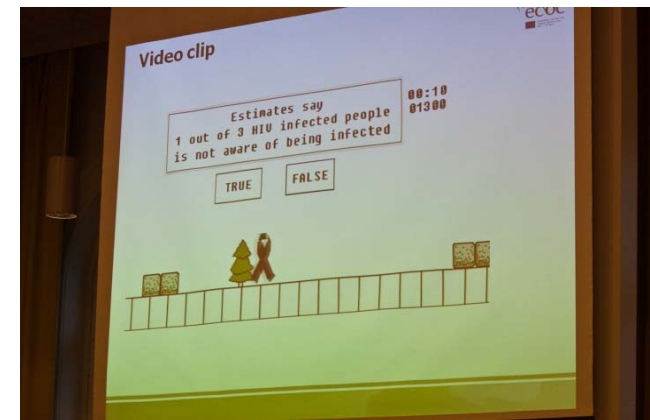 ecdc
Video clip
Estimates say
1 out of 3 HIV infected people
is not aware of being infected
00:10
01300
TRUE
FALSE